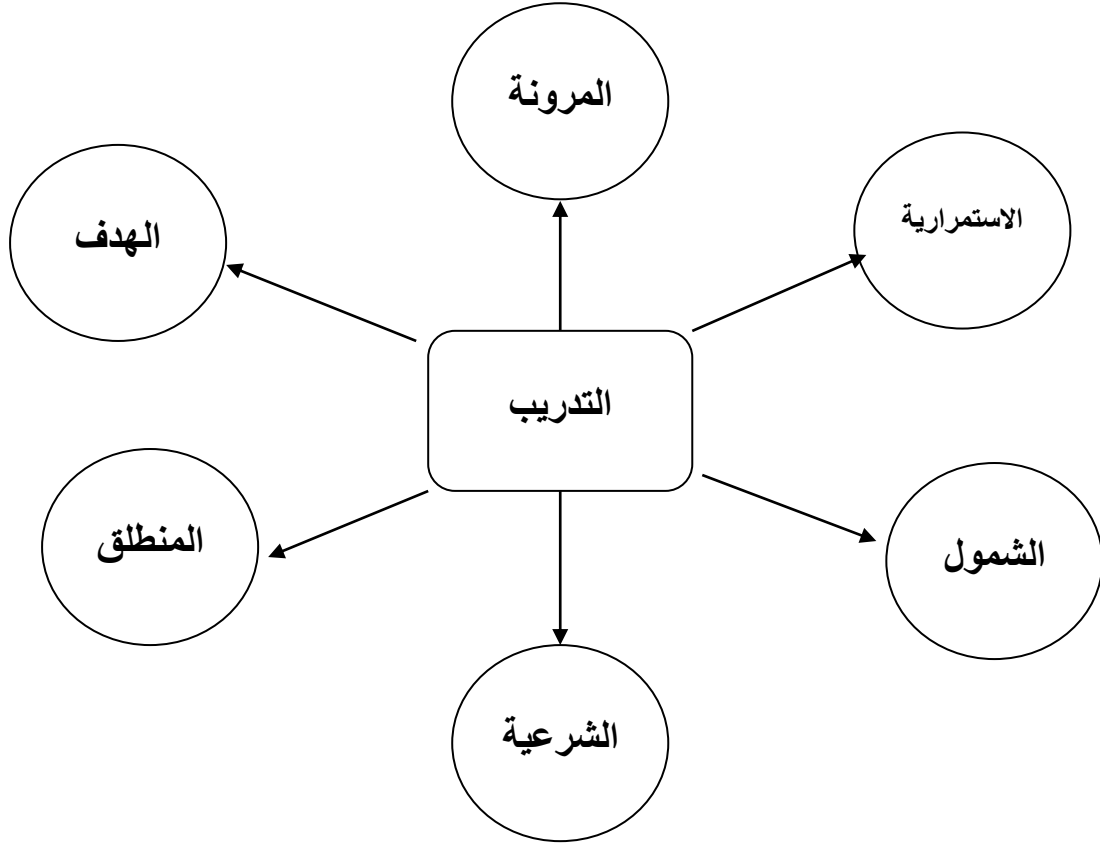 المرونة
الاستمرارية
الهدف
التدريب
المنطلق
الشمول
الشرعية